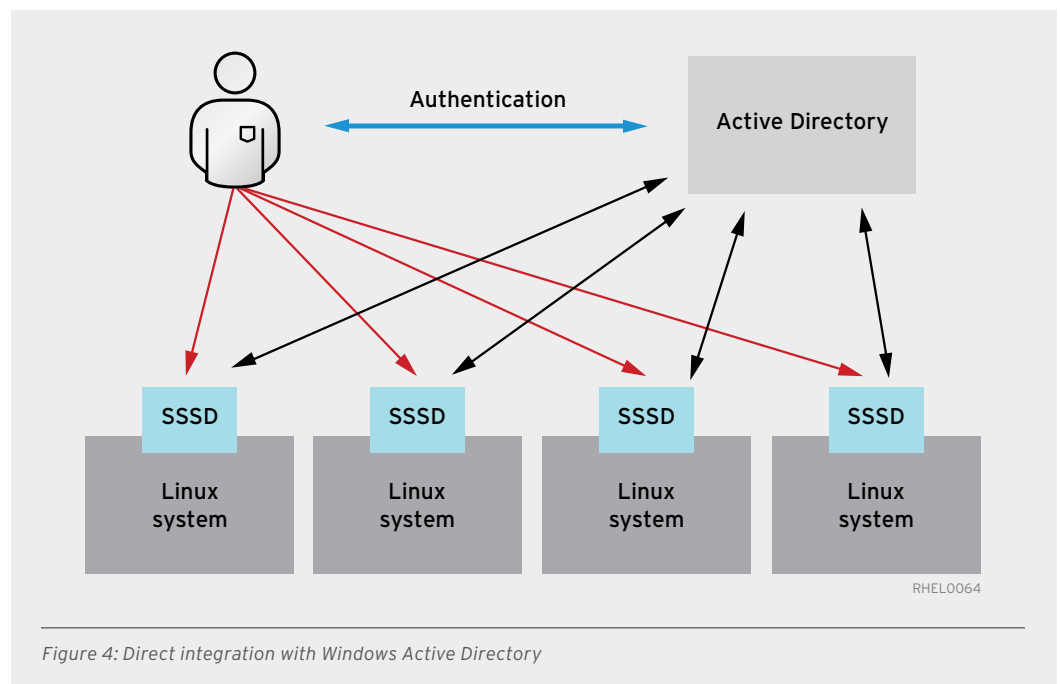 Authentication
Active Directory
SSSD
SSSD
SSSD
SSSD
Linux
system
Linux
system
Linux
system
Linux
system
RHEL0064
Figure 4: Direct integration with Windows Active Directory